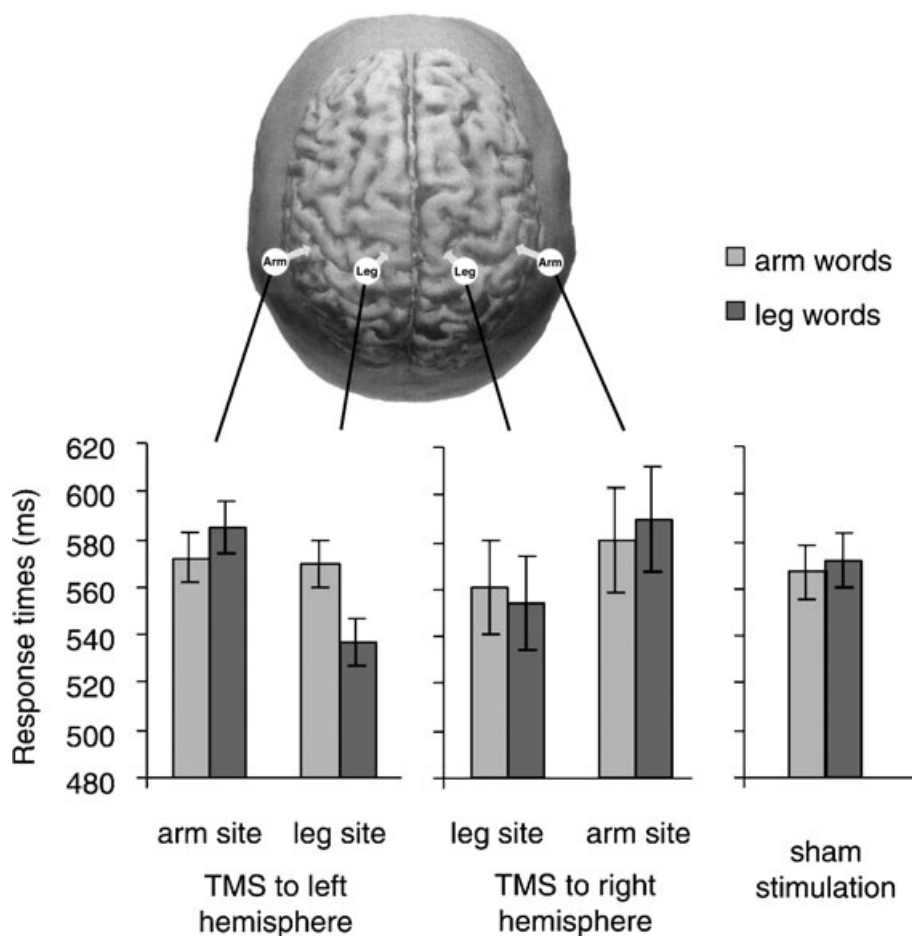 Arm
Leg
Leg
Arm
arm words
leg words
Response times (ms)
620
600
580
560
540
520
500
480
arm site leg site
TMS to left
hemisphere
leg site arm site
TMS to right
hemisphere
sham
stimulation